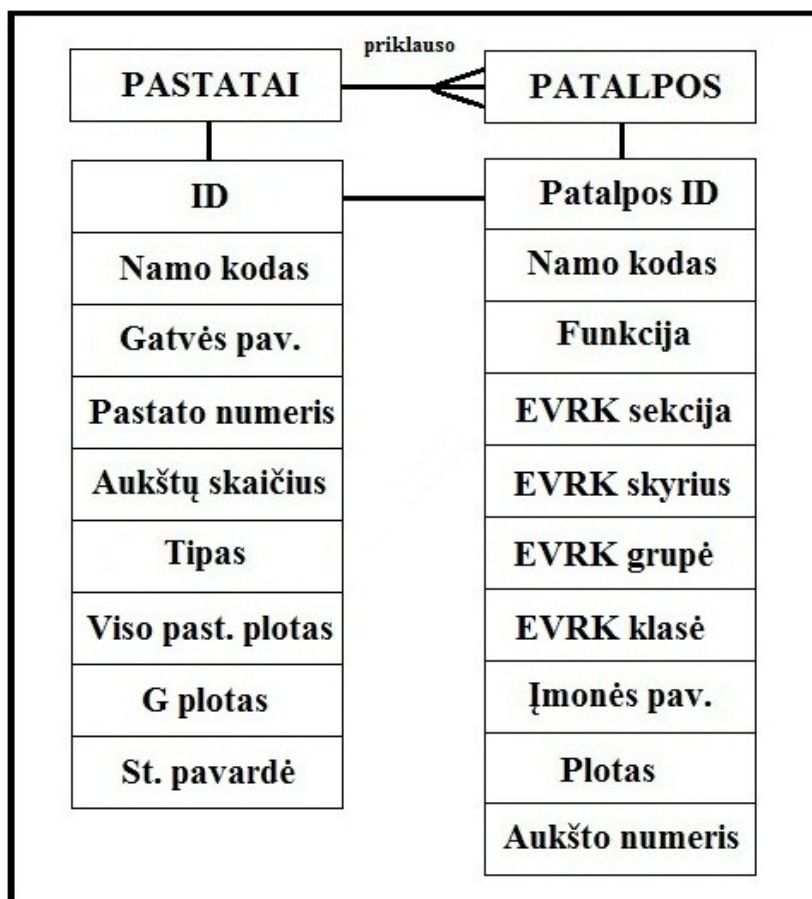 priklauso
PASTATAI
PATALPOS
ID
Namo kodas
Gatvės pav.
Pastato numeris
Aukštų skaičius
Tipas
Viso past. plotas
G plotas
St. pavardė
Patalpos ID
Namo kodas
Funkcija
EVRK sekcija
EVRK skyrius
EVRK grupė
EVRK klasė
Įmonės pav.
Plotas
Aukšto numeris